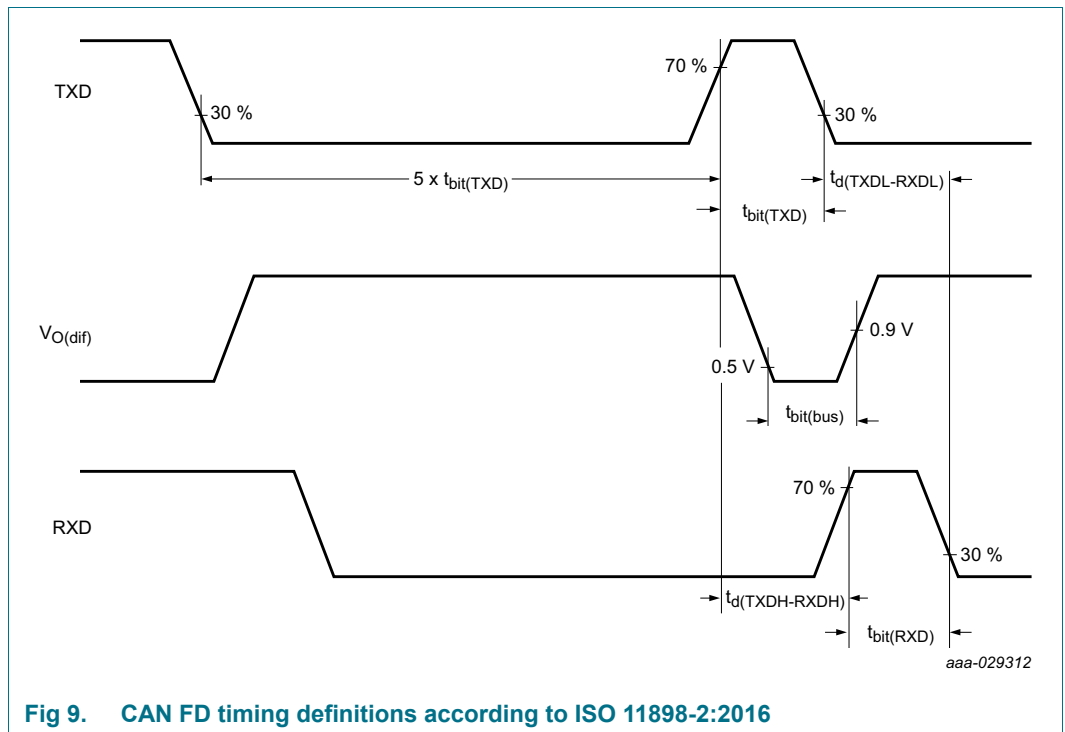 70 %
TXD
30 %
30 %
5 x tbit(TXD)
td(TXDL-RXDL)
tbit(TXD)
VO(dif)
0.9 V
0.5 V
tbit(bus)
70 %
RXD
30 %
td(TXDH-RXDH)
tbit(RXD)
aaa-029312
Fig 9. CAN FD timing definitions according to ISO 11898-2:2016